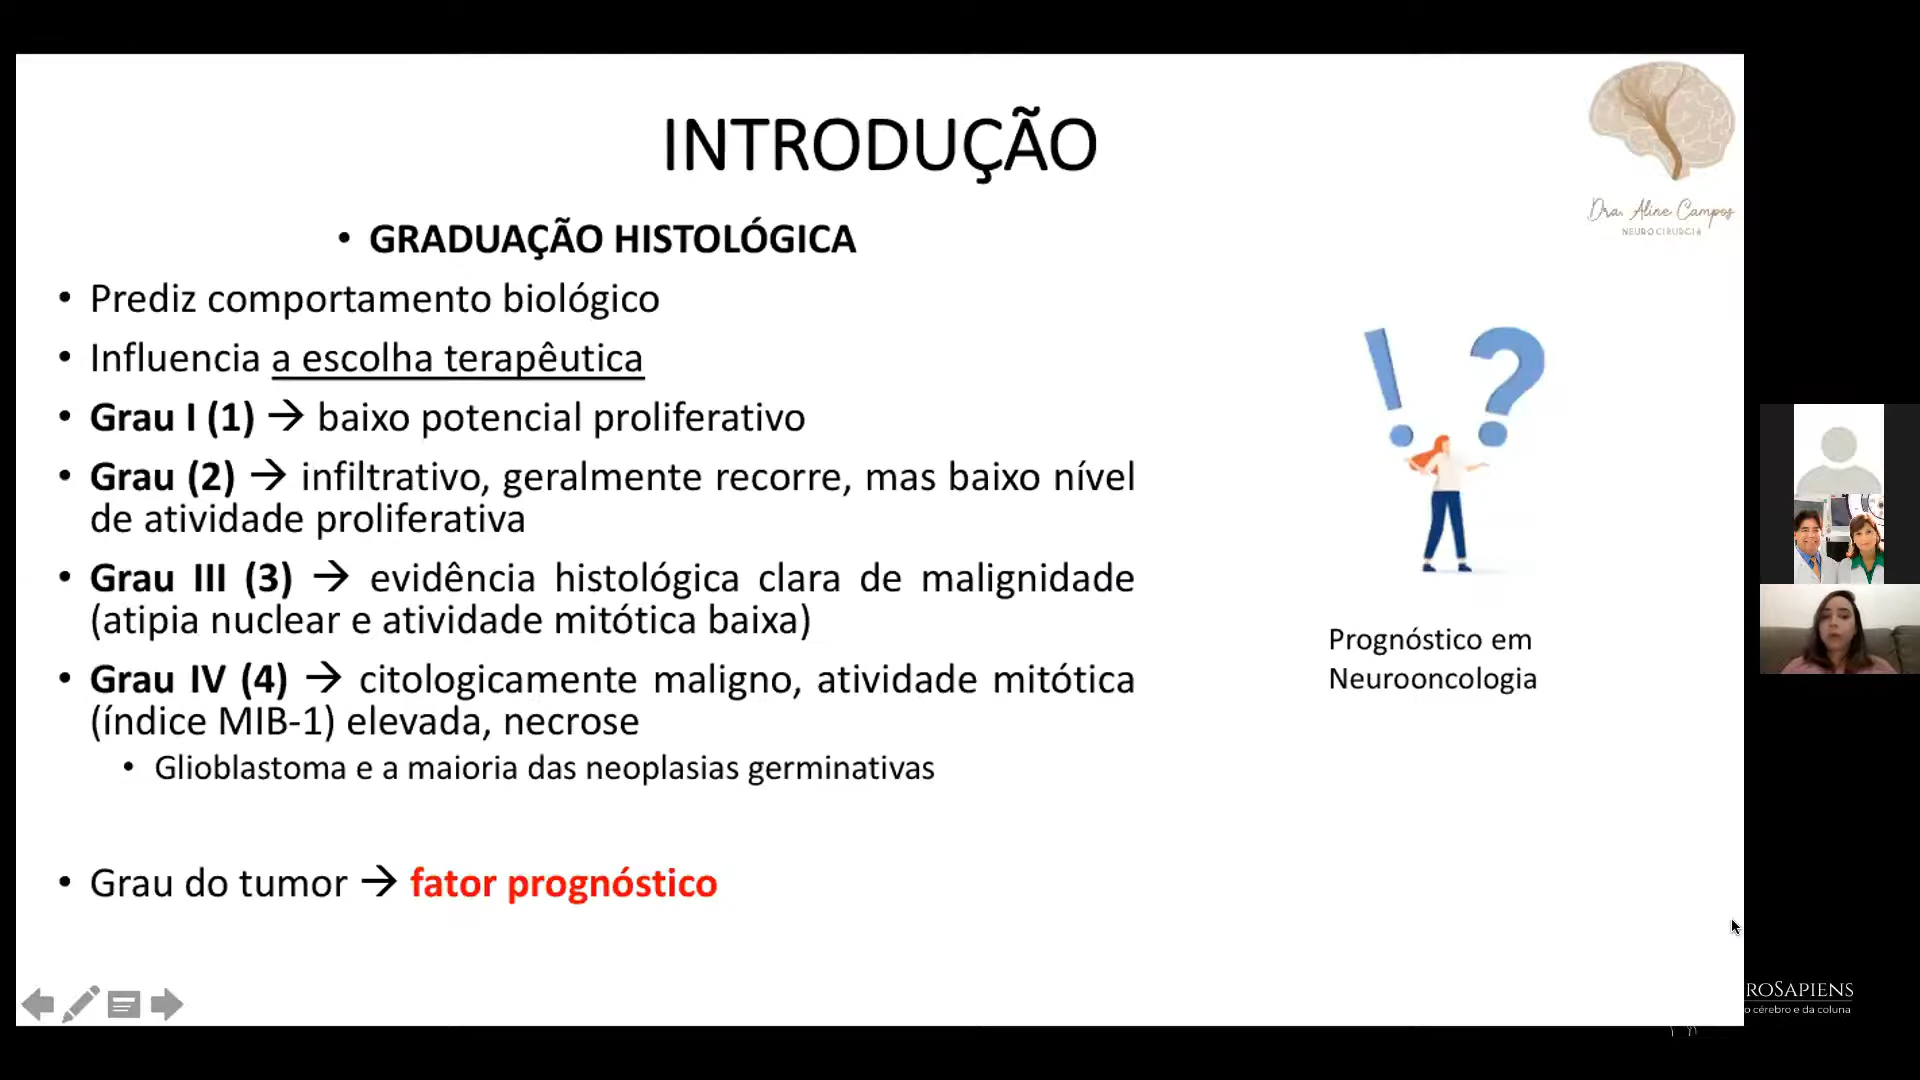 INTRODUÇÃO
Dra. Aline Campos
NEUROCIRURGIA
• GRADUAÇÃO HISTOLÓGICA
• Prediz comportamento biológico
• Influencia a escolha terapêutica
• Grau I (1) → baixo potencial proliferativo
• Grau (2) → infiltrativo, geralmente recorre, mas baixo nível
de atividade proliferativa
• Grau III (3) → evidência histológica clara de malignidade
(atipia nuclear e atividade mitótica baixa)
• Grau IV (4) → citologicamente maligno, atividade mitótica
(índice MIB-1) elevada, necrose
• Glioblastoma e a maioria das neoplasias germinativas
• Grau do tumor → fator prognóstico
! ?
Prognóstico em
Neurooncologia
ROSAPIENS
o cérebro e da coluna